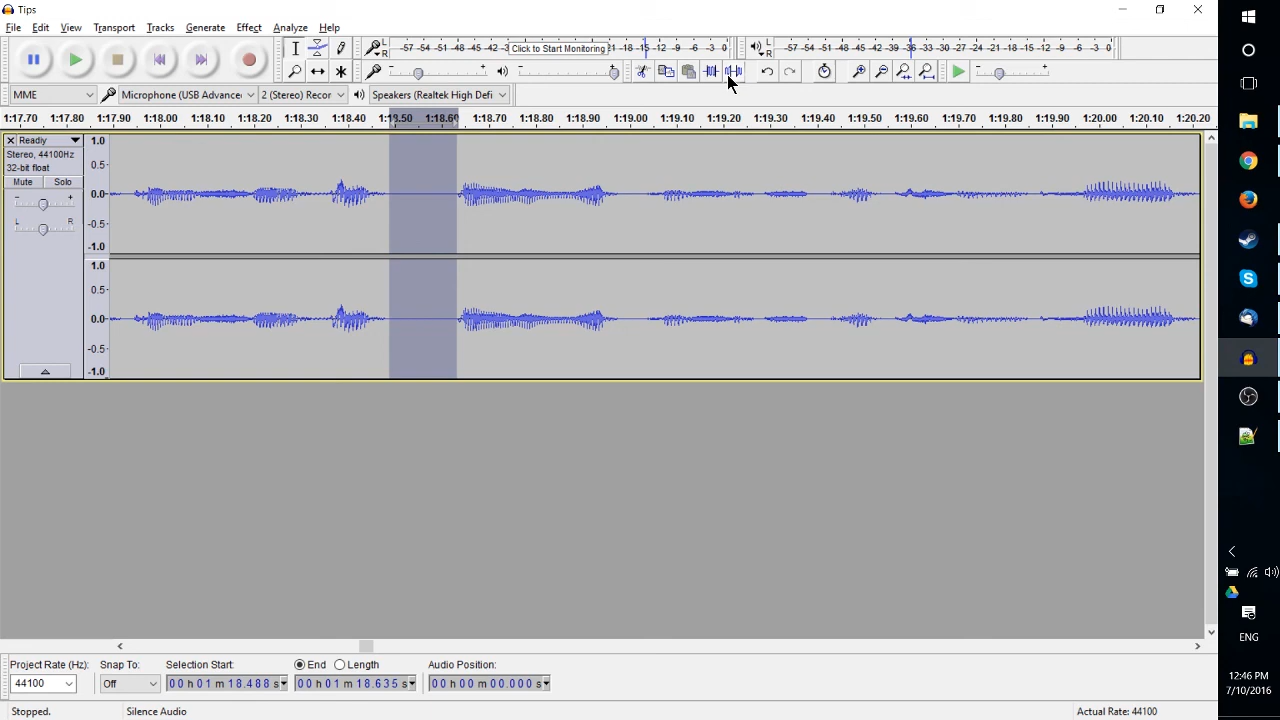 Tips
File Edit View Transport Tracks Generate Effect Analyze Help
L R -57 -54 -51 -48 -45 -42 Click to Start Monitoring -21 -18 -15 -12 -9 -6 -3 0 L R -57 -54 -51 -48 -45 -42 -39 -36 -33 -30 -27 -24 -21 -18 -15 -12 -9 -6 -3 0
- + - + - +
MME Microphone (USB Advance 2 (Stereo) Recor Speakers (Realtek High Defi
1:17.70 1:17.80 1:17.90 1:18.00 1:18.10 1:18.20 1:18.30 1:18.40 1:18.60 1:18.70 1:18.80 1:18.90 1:19.00 1:19.10 1:19.20 1:19.30 1:19.40 1:19.50 1:19.60 1:19.70 1:19.80 1:19.90 1:20.00 1:20.10 1:20.20
Readiy 1.0
Stereo, 44100Hz
32-bit float 0.5-
Mute Solo
- + 0.0-
L R -0.5-
-1.0
1.0
0.5-
0.0-
-0.5-
-1.0
Project Rate (Hz): Snap To: Selection Start: End Length Audio Position:
44100 Off 00 h 01 m 18.488 s 00 h 01 m 18.635 s 00 h 00 m 00.000 s
Stopped. Silence Audio Actual Rate: 44100
ENG
12:46 PM
7/10/2016